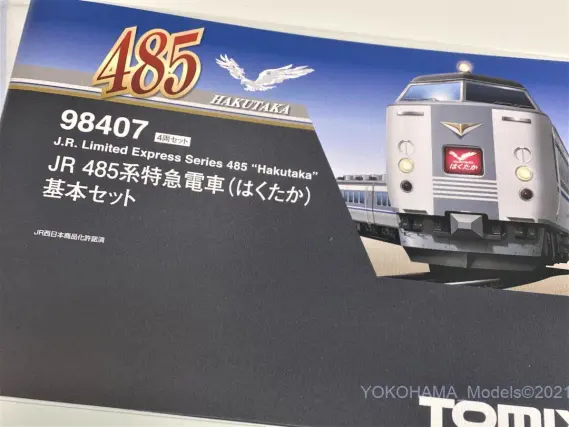 485
HAKUTAKA
98407 4両セット
J.R. Limited Express Series 485 "Hakutaka"
JR 485系特急電車(はくたか)
基本セット
JR西日本商品化許諾済
はくたか
YOKOHAMA Models©2021
TOMIX